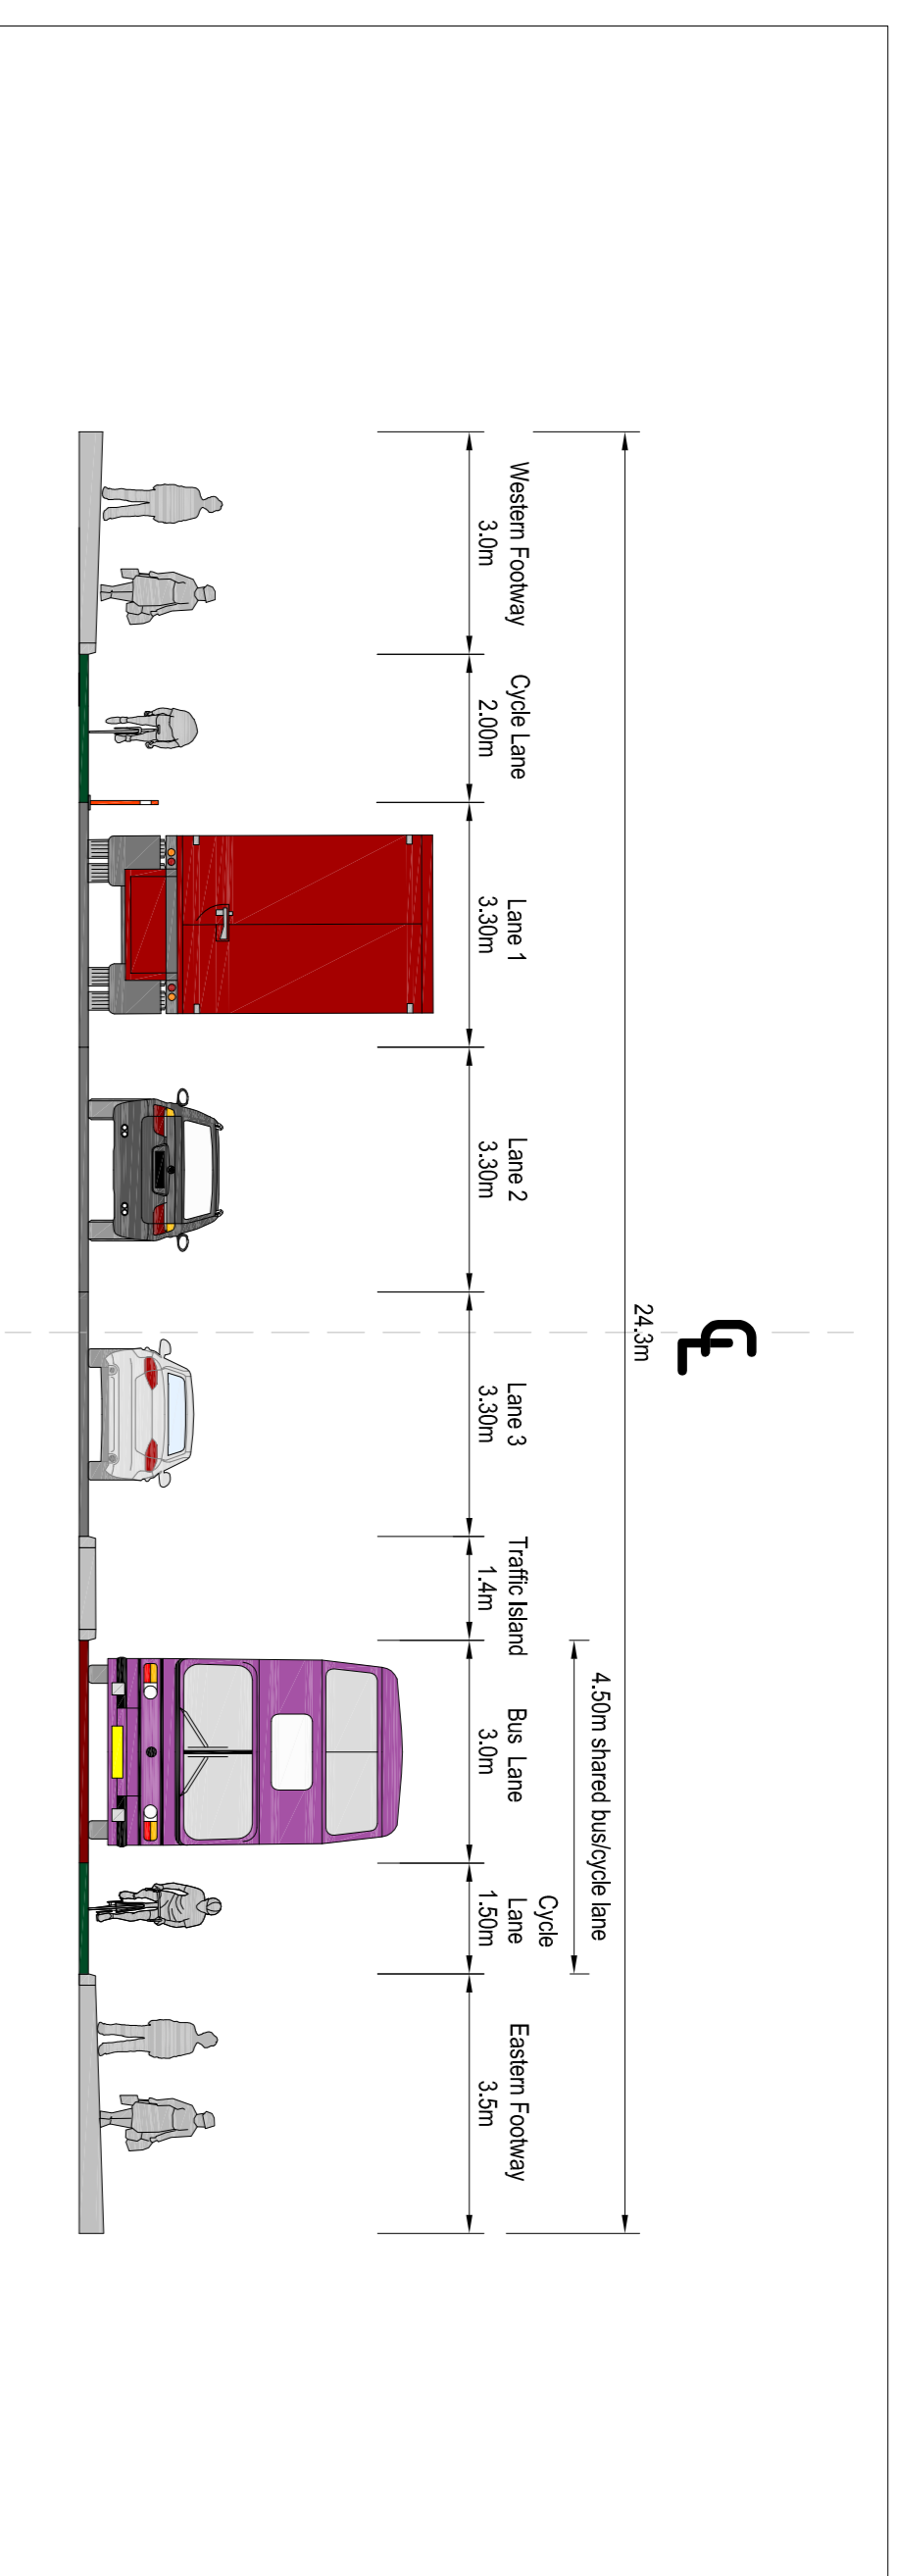 24.3m
4.50m shared bus/cycle lane
Western Footway
3.0m
Cycle Lane
2.00m
Lane 1
3.30m
Lane 2
3.30m
Lane 3
3.30m
Traffic Island
1.4m
Bus Lane
3.0m
Cycle
Lane
1.50m
Eastern Footway
3.5m